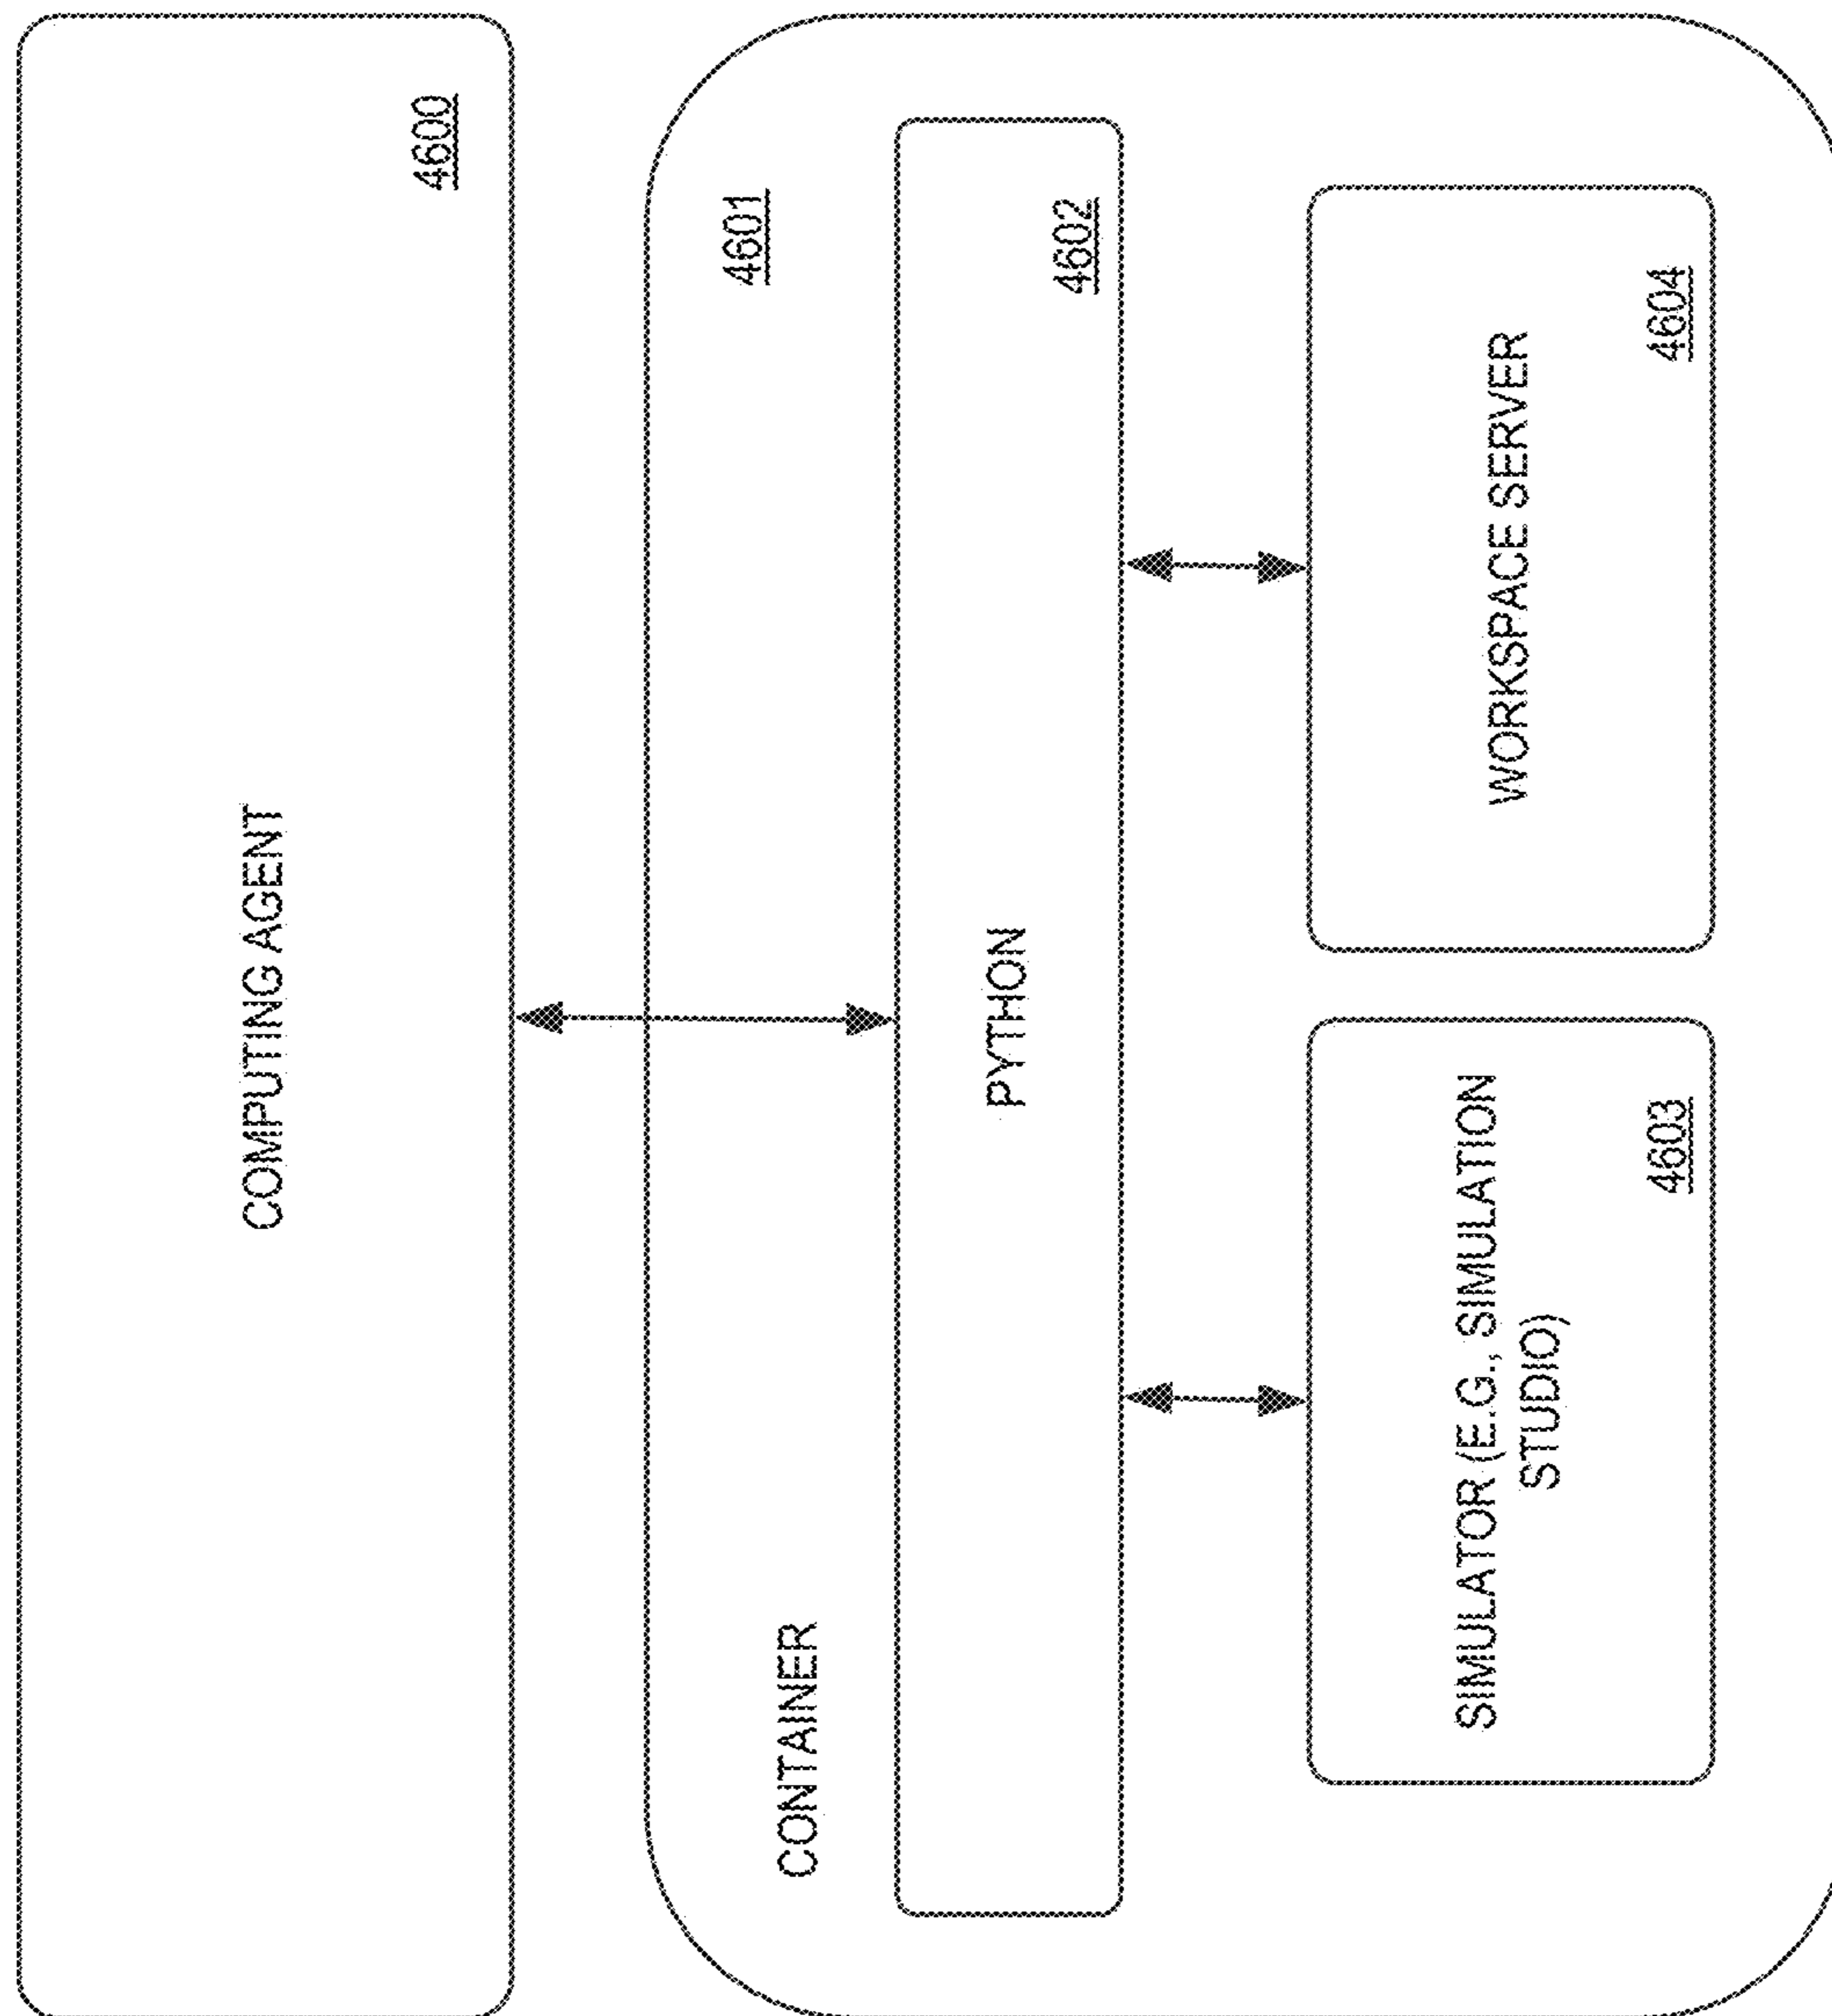 COMPUTING AGENT
4600
CONTAINER
4601
PYTHON
4602
SIMULATOR (E.G., SIMULATION
STUDIO)
4603
WORKSPACE SERVER
4604